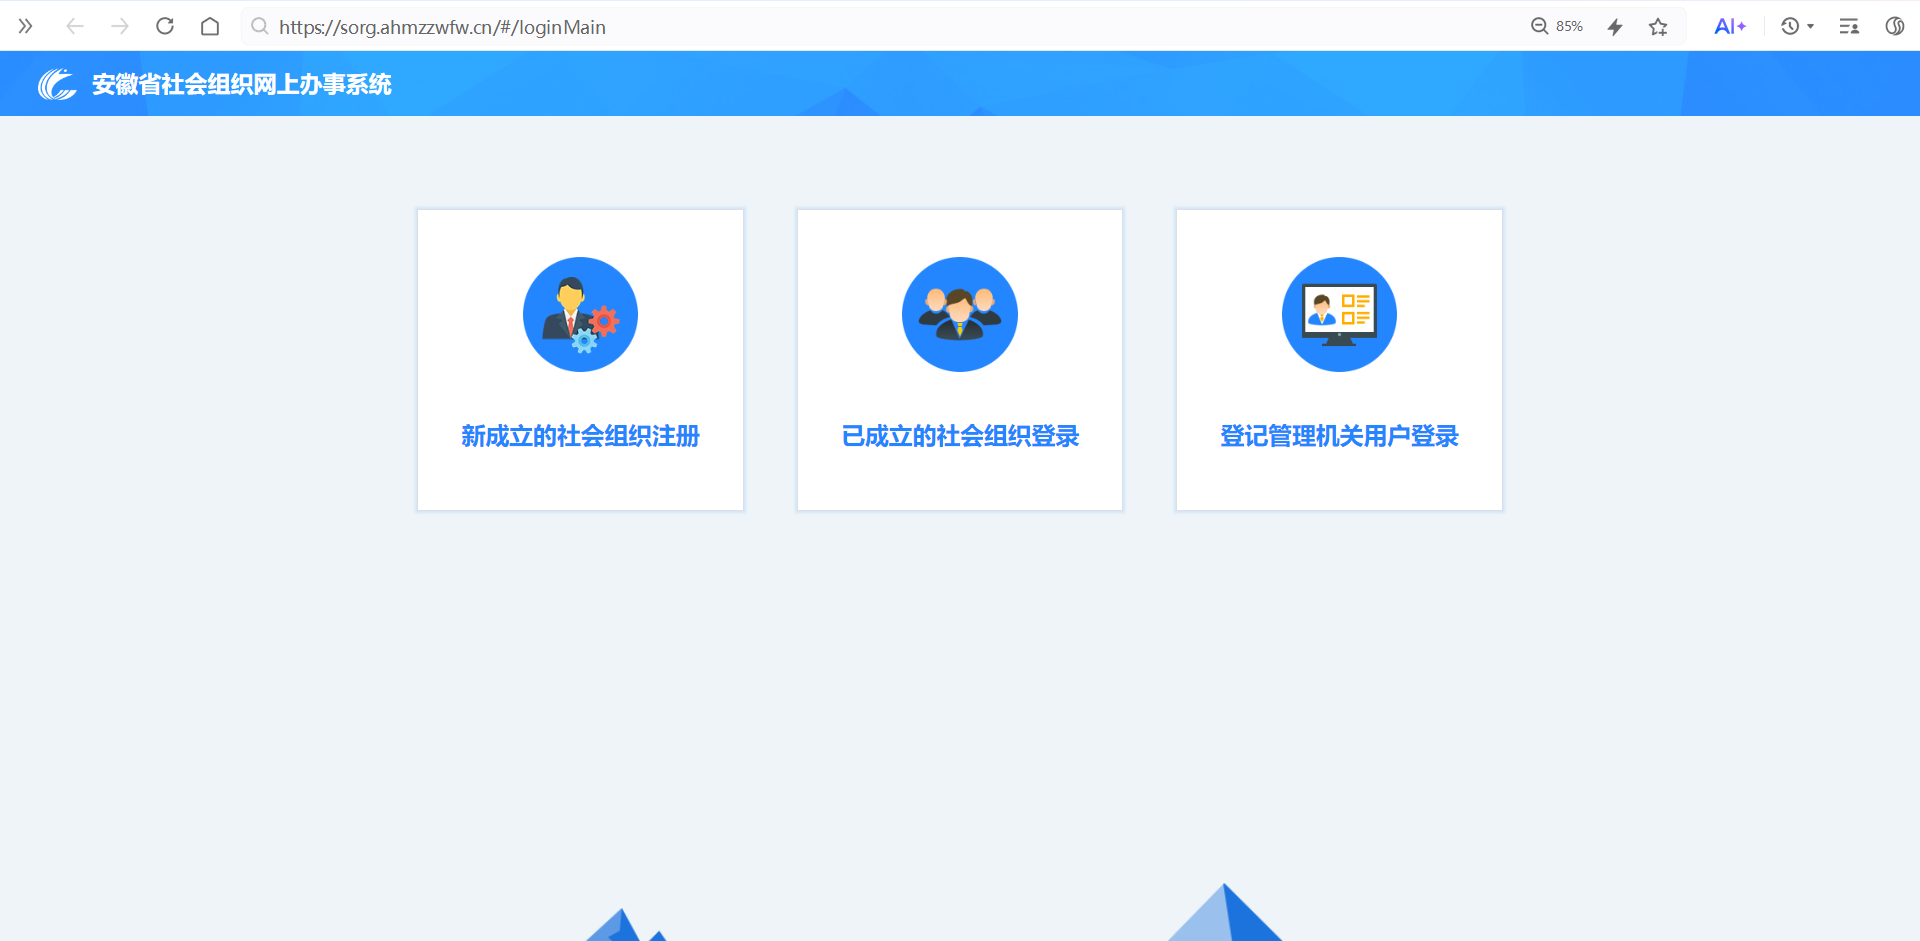 https://sorg.ahmzzwfw.cn/#/loginMain
85%
AI
安徽省社会组织网上办事系统
新成立的社会组织注册
已成立的社会组织登录
登记管理机关用户登录